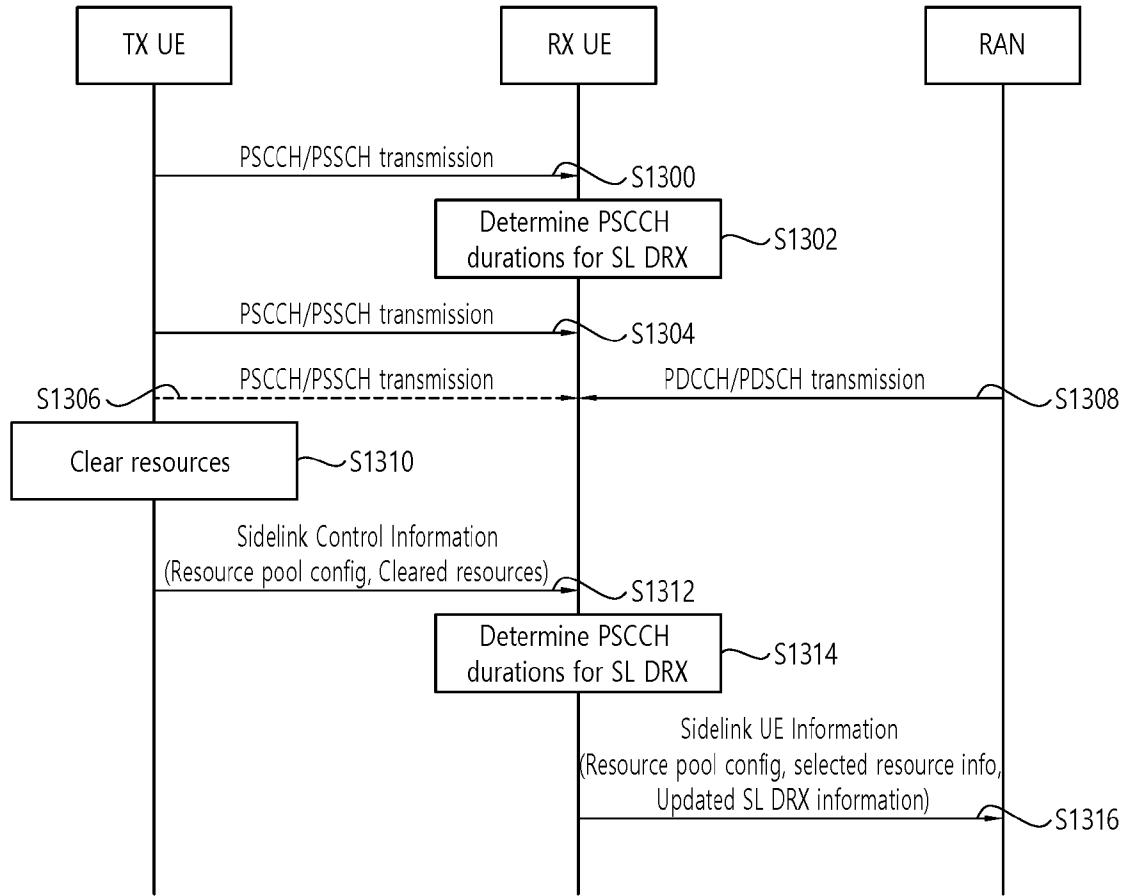 TX UE
RX UE
RAN
PSCCH/PSSCH transmission
S1300
Determine PSCCH
durations for SL DRX
S1302
PSCCH/PSSCH transmission
S1304
PSCCH/PSSCH transmission
PDCCH/PDSCH transmission
S1306
S1308
Clear resources
S1310
Sidelink Control Information
(Resource pool config, Cleared resources)
S1312
Determine PSCCH
durations for SL DRX
S1314
Sidelink UE Information
(Resource pool config, selected resource info,
Updated SL DRX information)
S1316